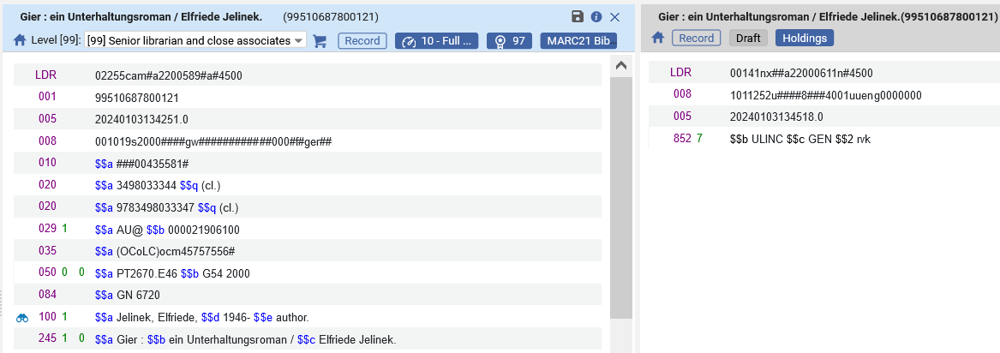 Gier : ein Unterhaltungsroman / Elfriede Jelinek. (99510687800121)
Level [99]: [99] Senior librarian and close associates Record 10 - Full ... 97 MARC21 Bib
LDR 02255cam#a2200589#a#4500
001 99510687800121
005 20240103134251.0
008 001019s2000####gw############000#f#ger##
010 $$a ###00435581#
020 $$a 3498033344 $$q (cl.)
020 $$a 9783498033347 $$q (cl.)
029 1 $$a AU@ $$b 000021906100
035 $$a (OCoLC)ocm45757556#
050 0 0 $$a PT2670.E46 $$b G54 2000
084 $$a GN 6720
100 1 $$a Jelinek, Elfriede, $$d 1946- $$e author.
245 1 0 $$a Gier : $$b ein Unterhaltungsroman / $$c Elfriede Jelinek.
Gier : ein Unterhaltungsroman / Elfriede Jelinek.(99510687800121)
Record Draft Holdings
LDR 00141nx##a22000611n#4500
008 1011252u####8###4001uueng0000000
005 20240103134518.0
852 7 $$b ULINC $$c GEN $$2 rvk